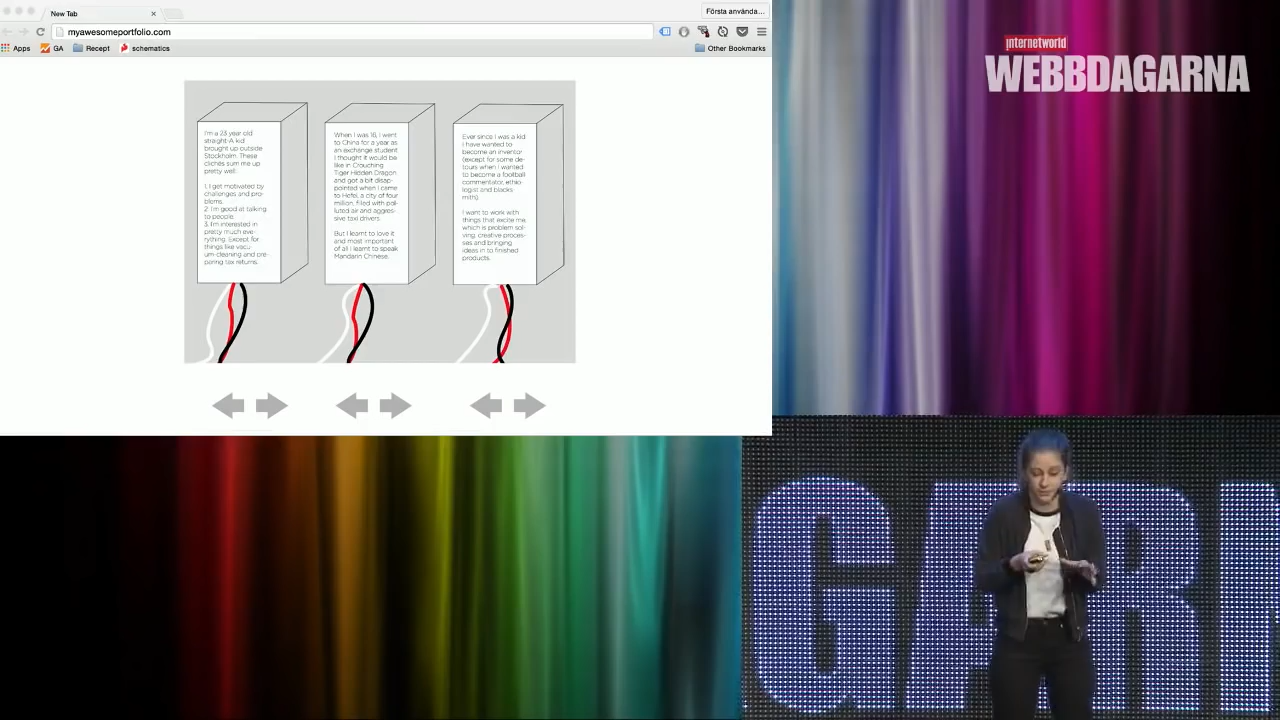 New Tab
Första använda...
myawesomeportfolio.com
Apps
GA
Recept
schematics
Other Bookmarks
I'm a 23 year old
straight-A kid
brought up outside
Stockholm. These
clichés sum me up
pretty well.
1. I get motivated by
challenges and pro-
blems.
2. I'm good at talking
to people.
3. I'm interested in
pretty much eve-
rything. Except for
things like vacu
um-cleaning and pre-
paring tax returns.
When I was 16, I went
to China for a year as
an exchange student.
I thought it would be
like in Crouching
Tiger Hidden Dragon
and got a bit disap-
pointed when I came
to Hefei, a city of four
million, filled with pol-
luted air and aggres-
sive taxi drivers.
But I learnt to love it
and most important
of all I learnt to speak
Mandarin Chinese.
Ever since I was a kid
I have wanted to
become an inventor
(except for some de-
tours when I wanted
to become a football
commentator, ethio-
logist and blacks
mith).
I want to work with
things that excite me,
which is problem sol-
ving, creative proces-
ses and bringing
ideas in to finished
products.
internetworld
WEBBDAGARNA
GARN